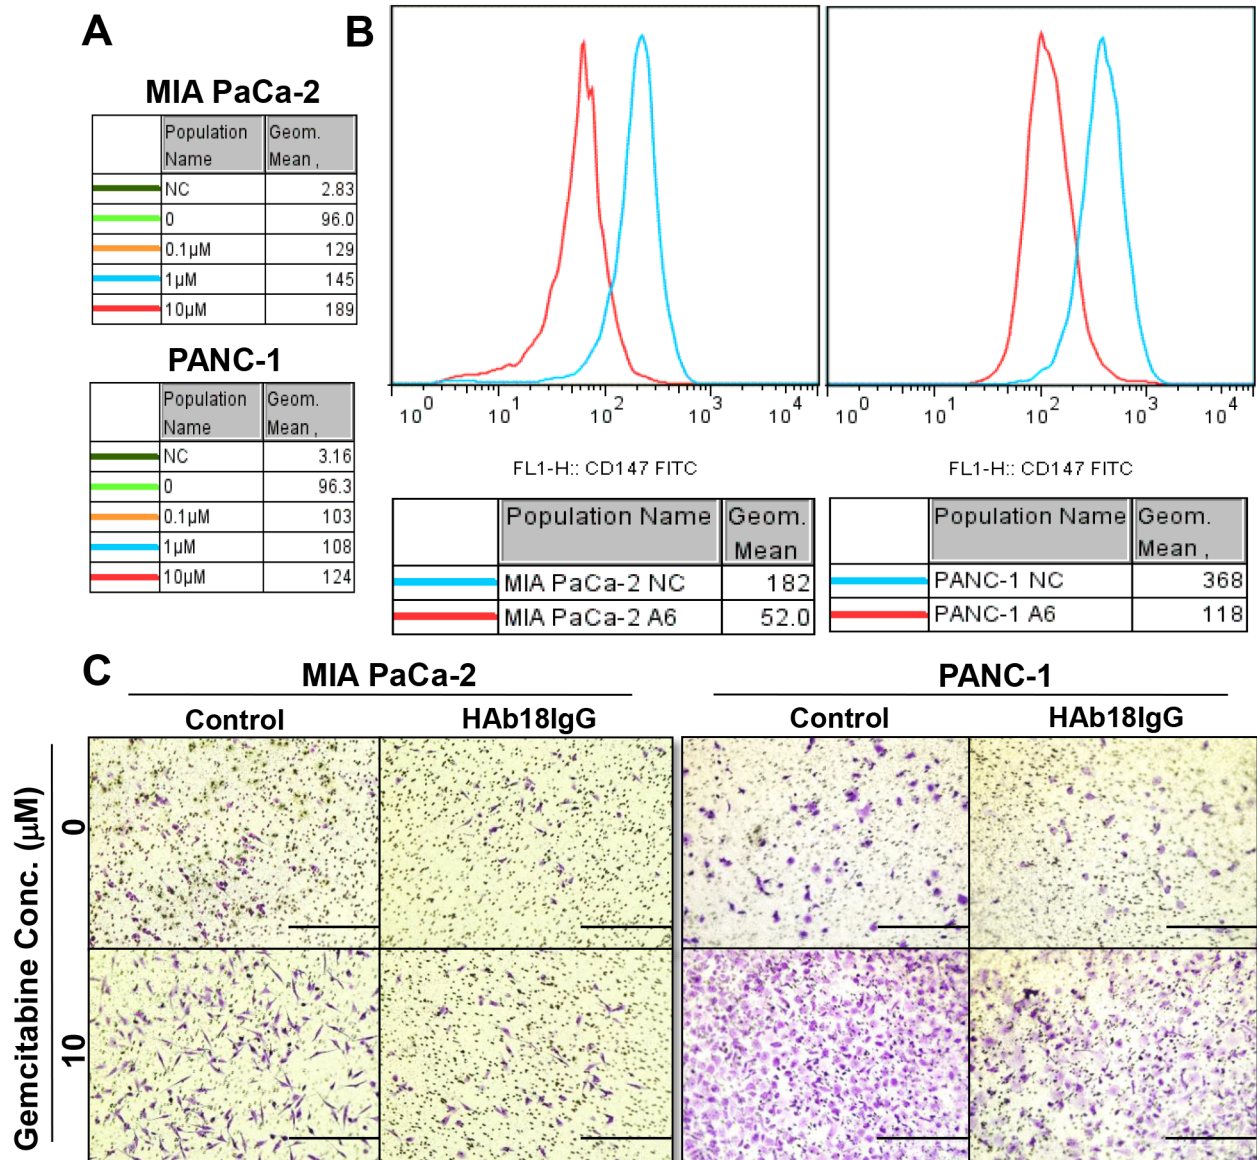 A
MIA PaCa-2
Population Name Geom. Mean ,
NC 2.83
0 96.0
0.1µM 129
1µM 145
10µM 189
PANC-1
Population Name Geom. Mean ,
NC 3.16
0 96.3
0.1µM 103
1µM 108
10µM 124
B
10^0 10^1 10^2 10^3 10^4
FL1-H:: CD147 FITC
Population Name Geom. Mean
MIA PaCa-2 NC 182
MIA PaCa-2 A6 52.0
10^0 10^1 10^2 10^3 10^4
FL1-H:: CD147 FITC
Population Name Geom. Mean ,
PANC-1 NC 368
PANC-1 A6 118
C
MIA PaCa-2 PANC-1
Control HAb18IgG Control HAb18IgG
Gemcitabine Conc. (µM)
0
10